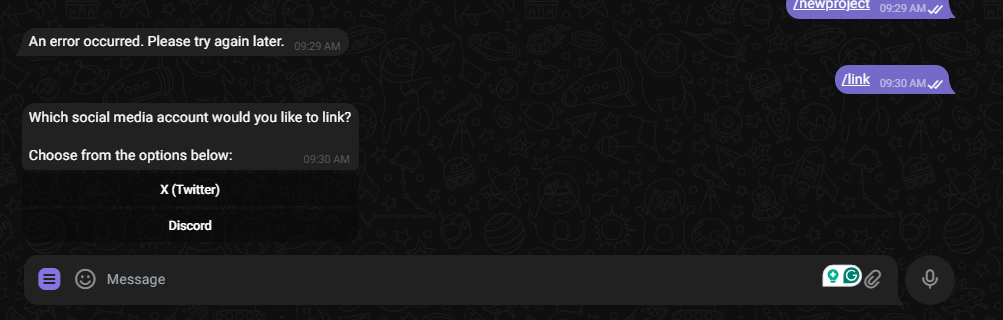 /newproject 09:29 AM
An error occurred. Please try again later. 09:29 AM
/link 09:30 AM
Which social media account would you like to link?
Choose from the options below: 09:30 AM
X (Twitter)
Discord
Message